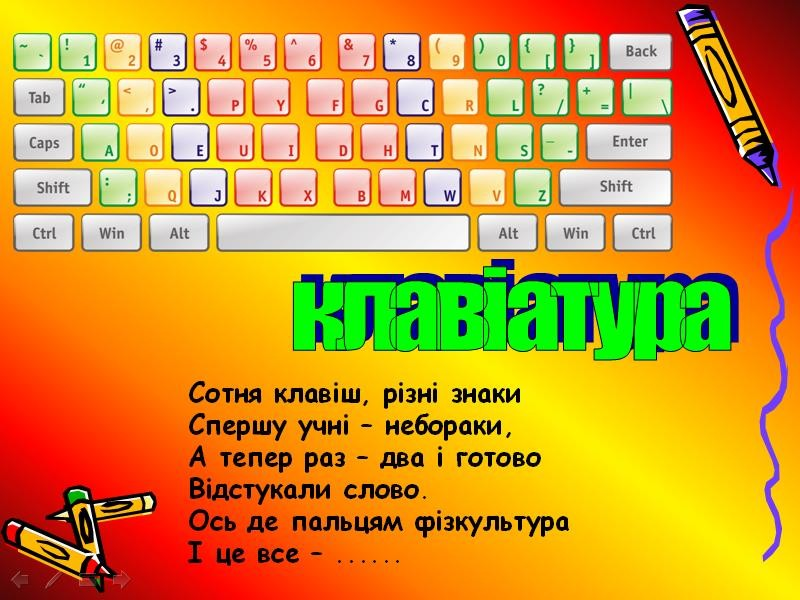 ~ ` ! 1 @ 2 # 3 $ 4 % 5 ^ 6 & 7 * 8 ( 9 ) 0 { [ } ] Back
Tab " ' < , > . P Y F G C R L ? / + = | \
Caps A O E U I D H T N S _ - Enter
Shift : ; Q J K X B M W V Z Shift
Ctrl Win Alt Alt Win Ctrl
клавіатура
Сотня клавіш, різні знаки
Спершу учні – небораки,
А тепер раз – два і готово
Відстукали слово.
Ось де пальцям фізкультура
І це все – ......